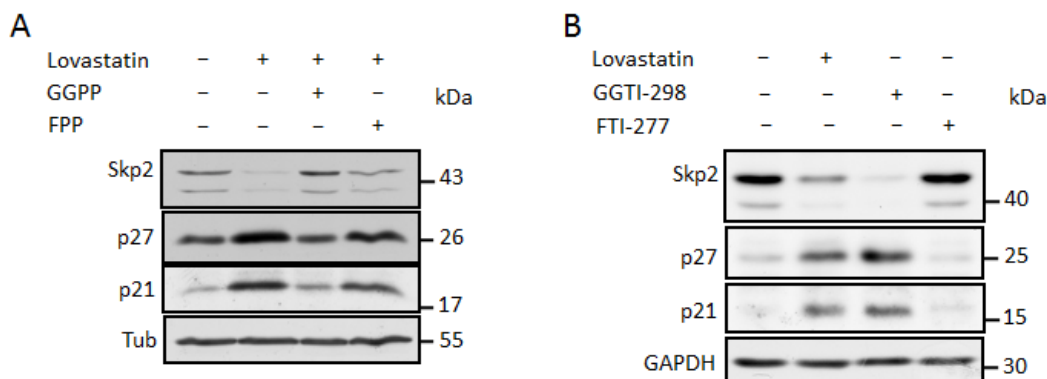 A
Lovastatin − + + +
GGPP − − + − kDa
FPP − − − +
Skp2 43
p27 26
p21 17
Tub 55
B
Lovastatin − + − −
GGTI-298 − − + − kDa
FTI-277 − − − +
Skp2 40
p27 25
p21 15
GAPDH 30